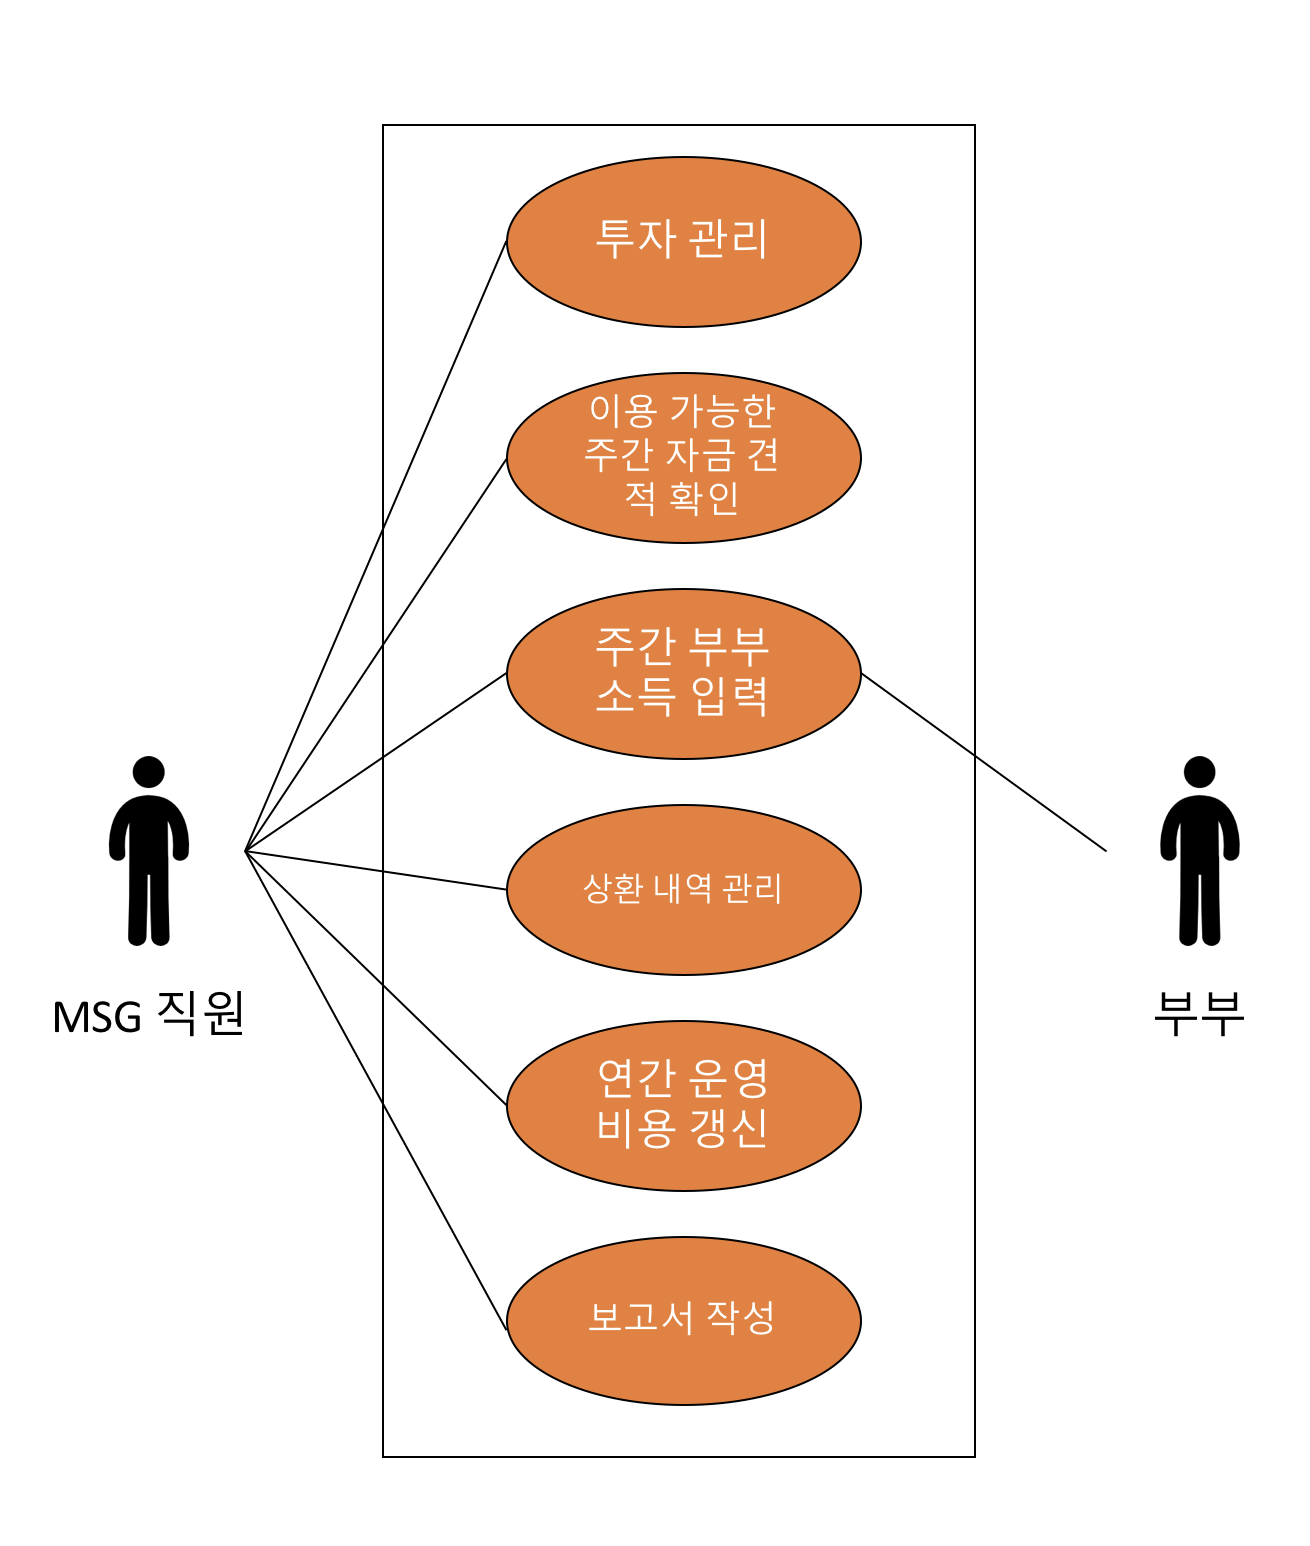 투자 관리
이용 가능한
주간 자금 견
적 확인
주간 부부
소득 입력
상환 내역 관리
MSG 직원
부부
연간 운영
비용 갱신
보고서 작성